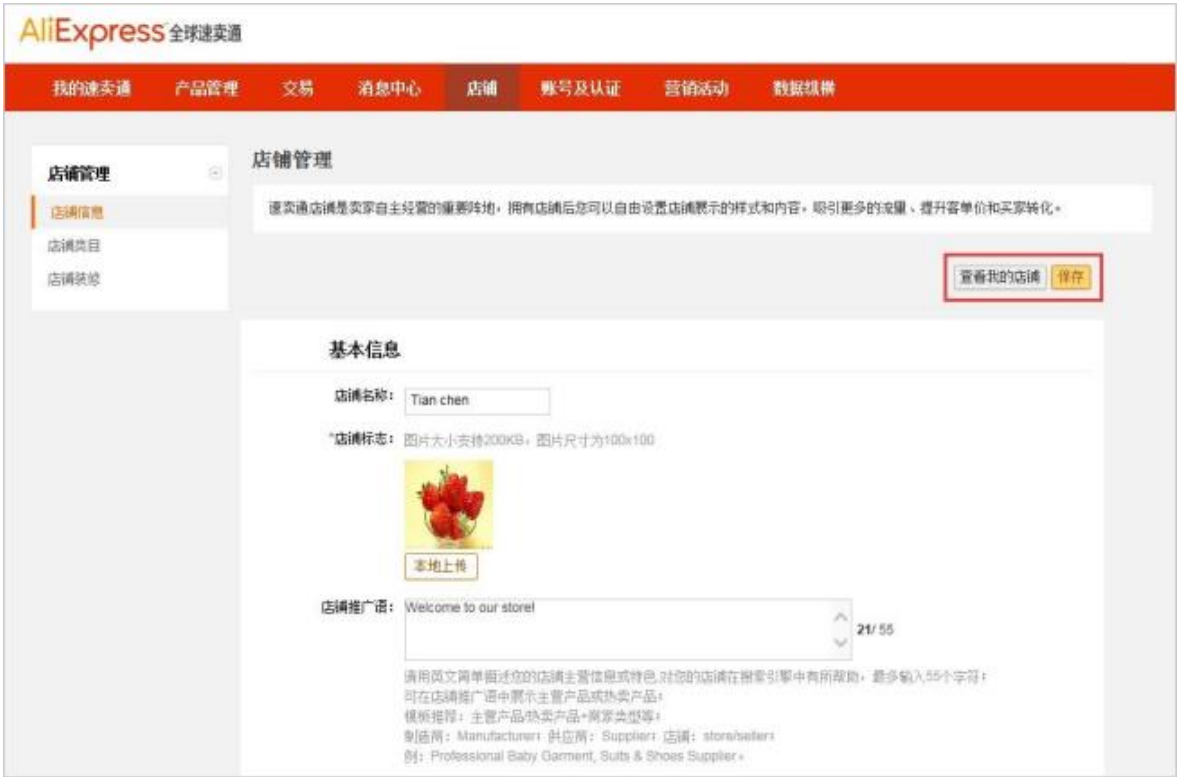 AliExpress 全球速卖通
我的速卖通 产品管理 交易 消息中心 店铺 账号及认证 营销活动 数据纵横
店铺管理
店铺信息
店铺类目
店铺装修
店铺管理
速卖通店铺是卖家自主经营的重要阵地，拥有店铺后您可以自由设置店铺展示的样式和内容，吸引更多的流量、提升客单价和买家转化。
查看我的店铺 保存
基本信息
店铺名称： Tian chen
*店铺标志： 图片大小支持200KB，图片尺寸为100x100
本地上传
店铺推广语： Welcome to our store!
21/ 55
请用英文简单描述您的店铺主营信息或特色,对您的店铺在搜索引擎中有所帮助，最多输入55个字符；
可在店铺推广语中展示主营产品或热卖产品；
模板推荐：主营产品/热卖产品+商家类型等；
制造商：Manufacturer；供应商：Supplier；店铺：store/seller；
例：Professional Baby Garment, Suits & Shoes Supplier。